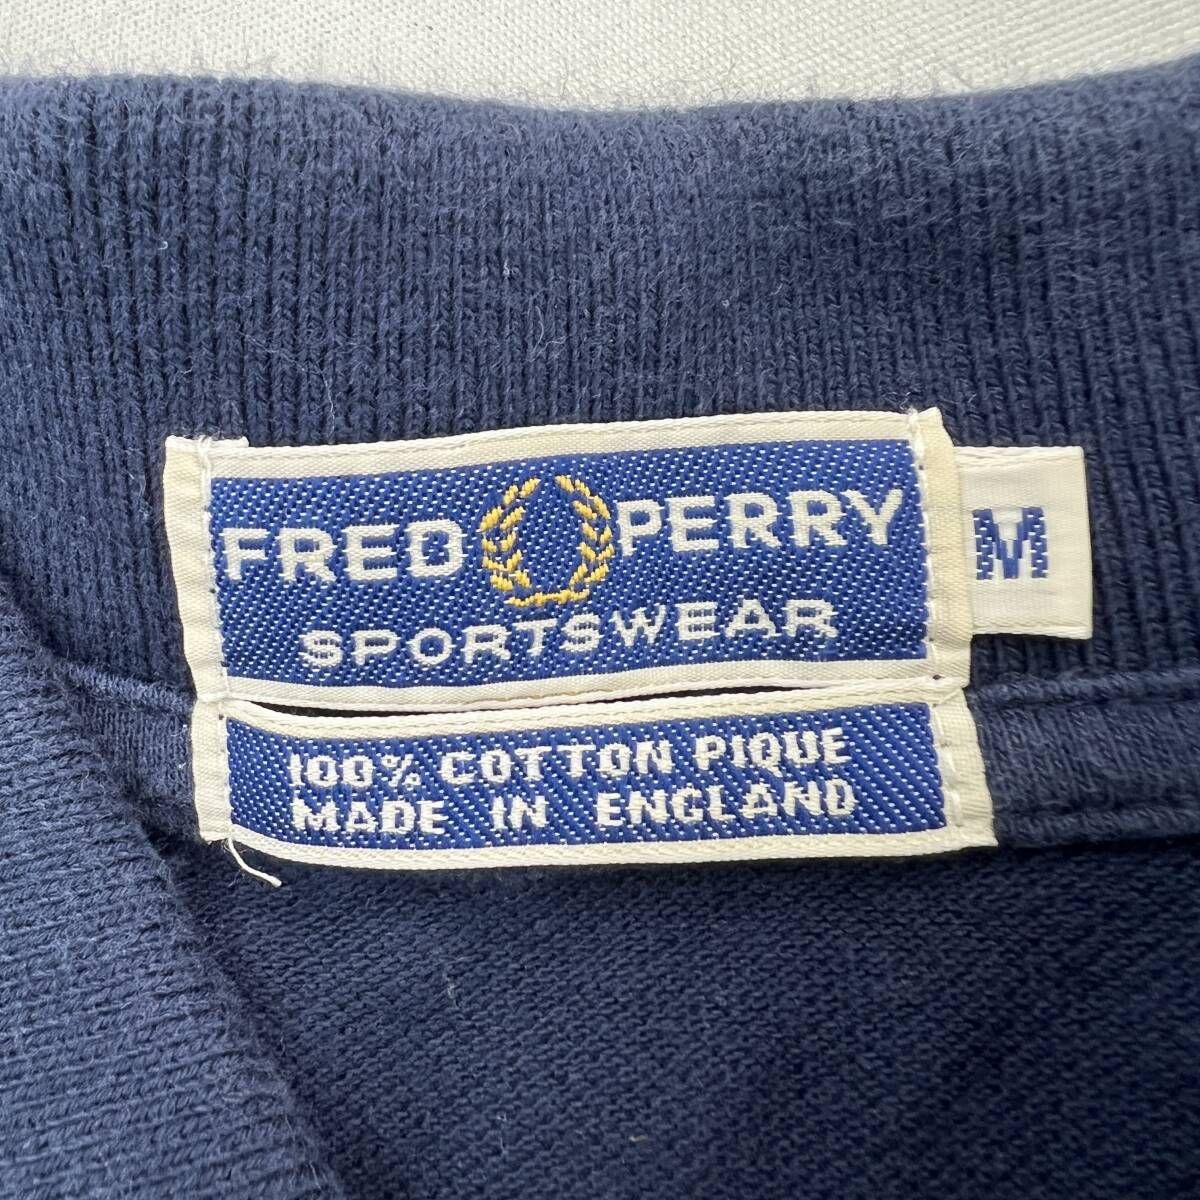 FRED PERRY
SPORTSWEAR
M
100% COTTON PIQUE
MADE IN ENGLAND